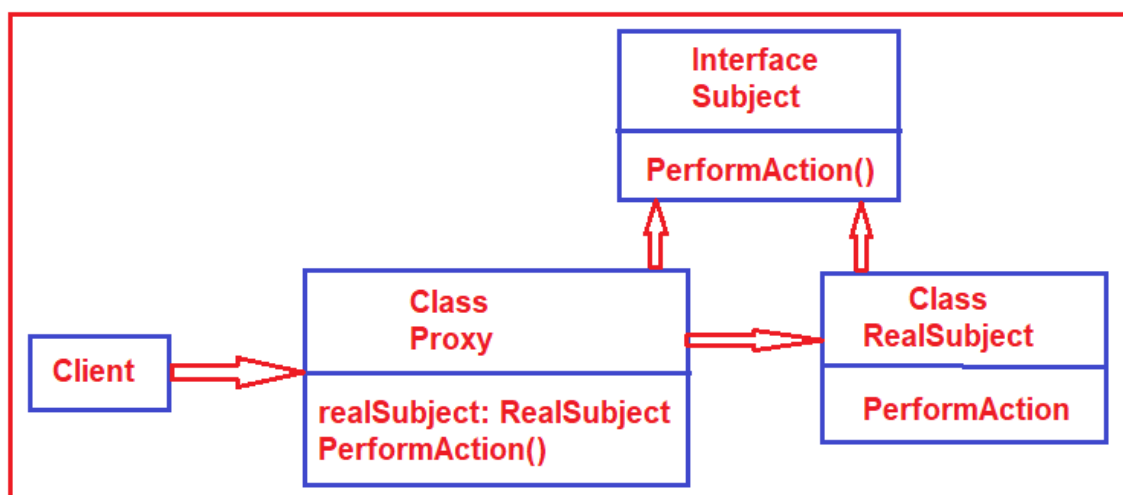 Interface
Subject
PerformAction()
Class
Proxy
realSubject: RealSubject
PerformAction()
Class
RealSubject
PerformAction
Client